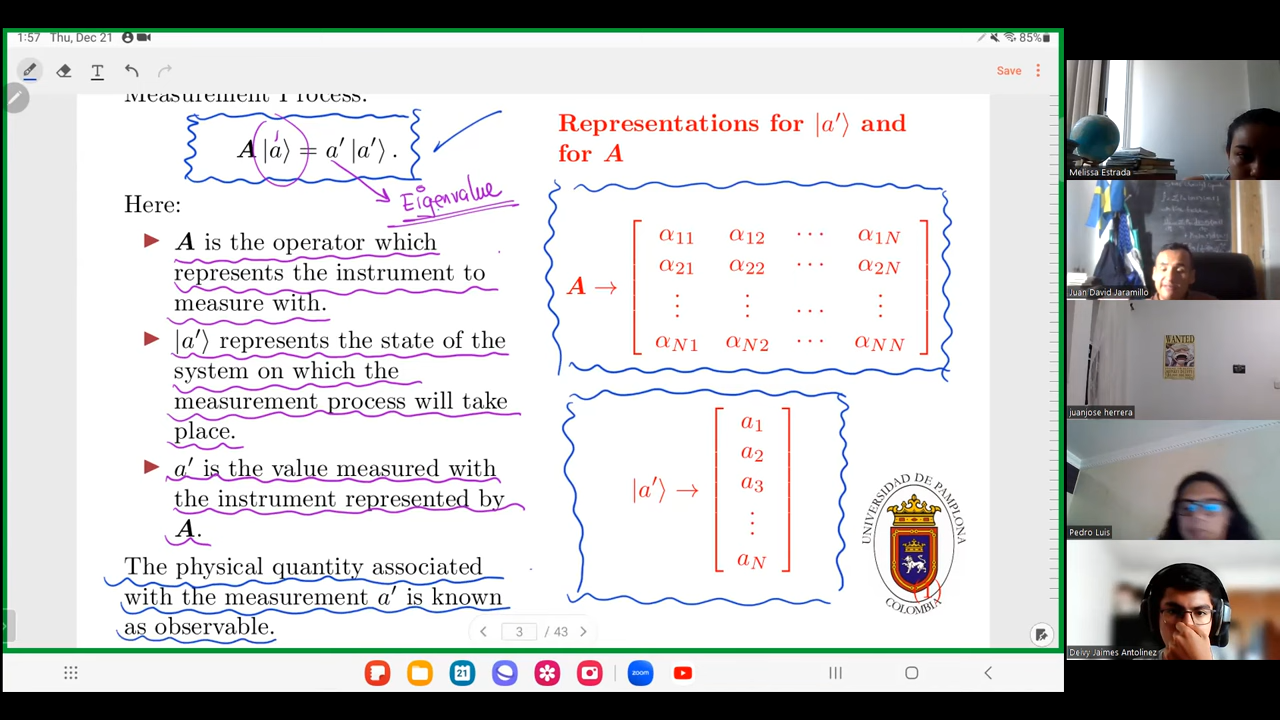 1:57 Thu, Dec 21
85%
Save
Measurement Process:
A |a'⟩ = a' |a'⟩ .
Eigenvalue
Here:
A is the operator which
represents the instrument to
measure with.
|a'⟩ represents the state of the
system on which the
measurement process will take
place.
a' is the value measured with
the instrument represented by
A.
The physical quantity associated
with the measurement a' is known
as observable.
Representations for |a'⟩ and
for A
A → [ α11 α12 ··· α1N
α21 α22 ··· α2N
⋮ ⋮ ··· ⋮
αN1 αN2 ··· αNN ]
|a'⟩ → [ a1
a2
a3
⋮
aN ]
UNIVERSIDAD DE PAMPLONA
COLOMBIA
3 / 43
21
zoom
Melissa Estrada
Juan David Jaramillo
WANTED
juanjose herrera
Pedro Luis
Deivy Jaimes Antolinez